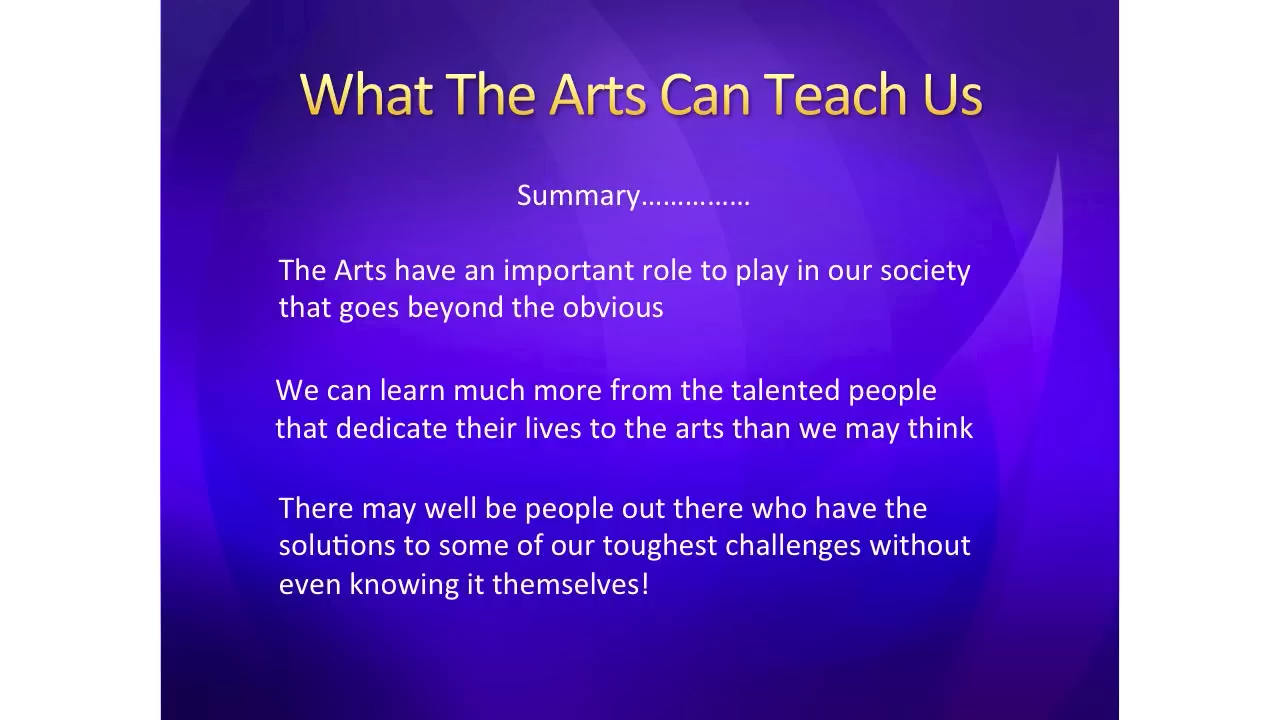 What The Arts Can Teach Us
Summary……………
The Arts have an important role to play in our society
that goes beyond the obvious
We can learn much more from the talented people
that dedicate their lives to the arts than we may think
There may well be people out there who have the
solutions to some of our toughest challenges without
even knowing it themselves!